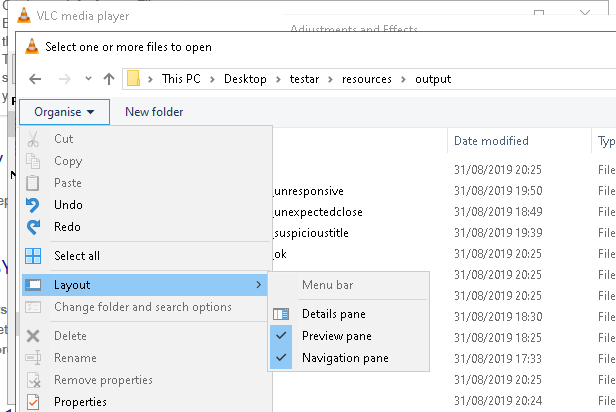 VLC media player
Adjustments and Effects
Select one or more files to open
This PC > Desktop > testar > resources > output
Organise New folder
Date modified Type
Cut
Copy
Paste
Undo
Redo
Select all
Layout
Change folder and search options
Delete
Rename
Remove properties
Properties
Menu bar
Details pane
Preview pane
Navigation pane
31/08/2019 20:25 File
_unresponsive 31/08/2019 19:50 File
_unexpectedclose 31/08/2019 18:49 File
_suspicioustitle 31/08/2019 19:39 File
_ok 31/08/2019 20:25 File
31/08/2019 20:25 File
31/08/2019 20:25 File
31/08/2019 18:30 File
31/08/2019 18:25 File
31/08/2019 17:33 File
31/08/2019 20:25 File
31/08/2019 20:24 File